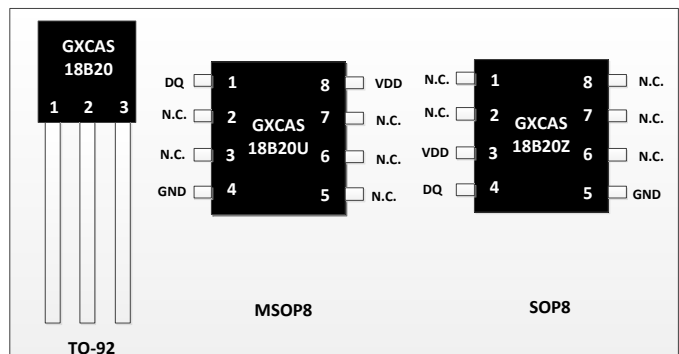 GXCAS
18B20
1 2 3
TO-92
DQ 1 8 VDD
N.C. 2 7 N.C.
GXCAS
18B20U
N.C. 3 6 N.C.
GND 4 5 N.C.
MSOP8
N.C. 1 8 N.C.
N.C. 2 7 N.C.
GXCAS
18B20Z
VDD 3 6 N.C.
DQ 4 5 GND
SOP8